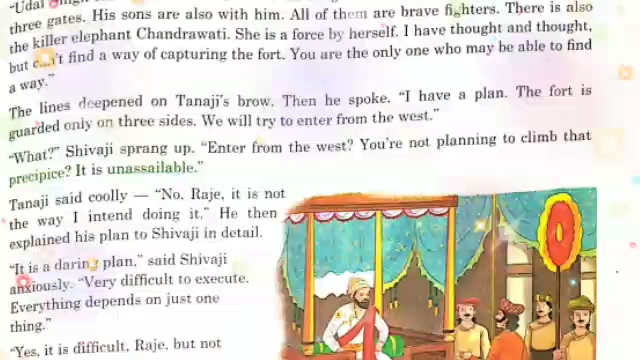 "Udal
three gates. His sons are also with him. All of them are brave fighters. There is also
the killer elephant Chandrawati. She is a force by herself. I have thought and thought,
but find a way of capturing the fort. You are the only one who may be able to find
a way."
The lines deepened on Tanaji's brow. Then he spoke. "I have a plan. The fort is
guarded only on three sides. We will try to enter from the west."
"What?" Shivaji sprang up. "Enter from the west? You're not planning to climb that
precipice? It is unassailable."
Tanaji said coolly — "No. Raje, it is not
the way I intend doing it." He then
explained his plan to Shivaji in detail.
"It is a daring plan," said Shivaji
anxiously. "Very difficult to execute.
Everything depends on just one
thing."
"Yes, it is difficult, Raje, but not